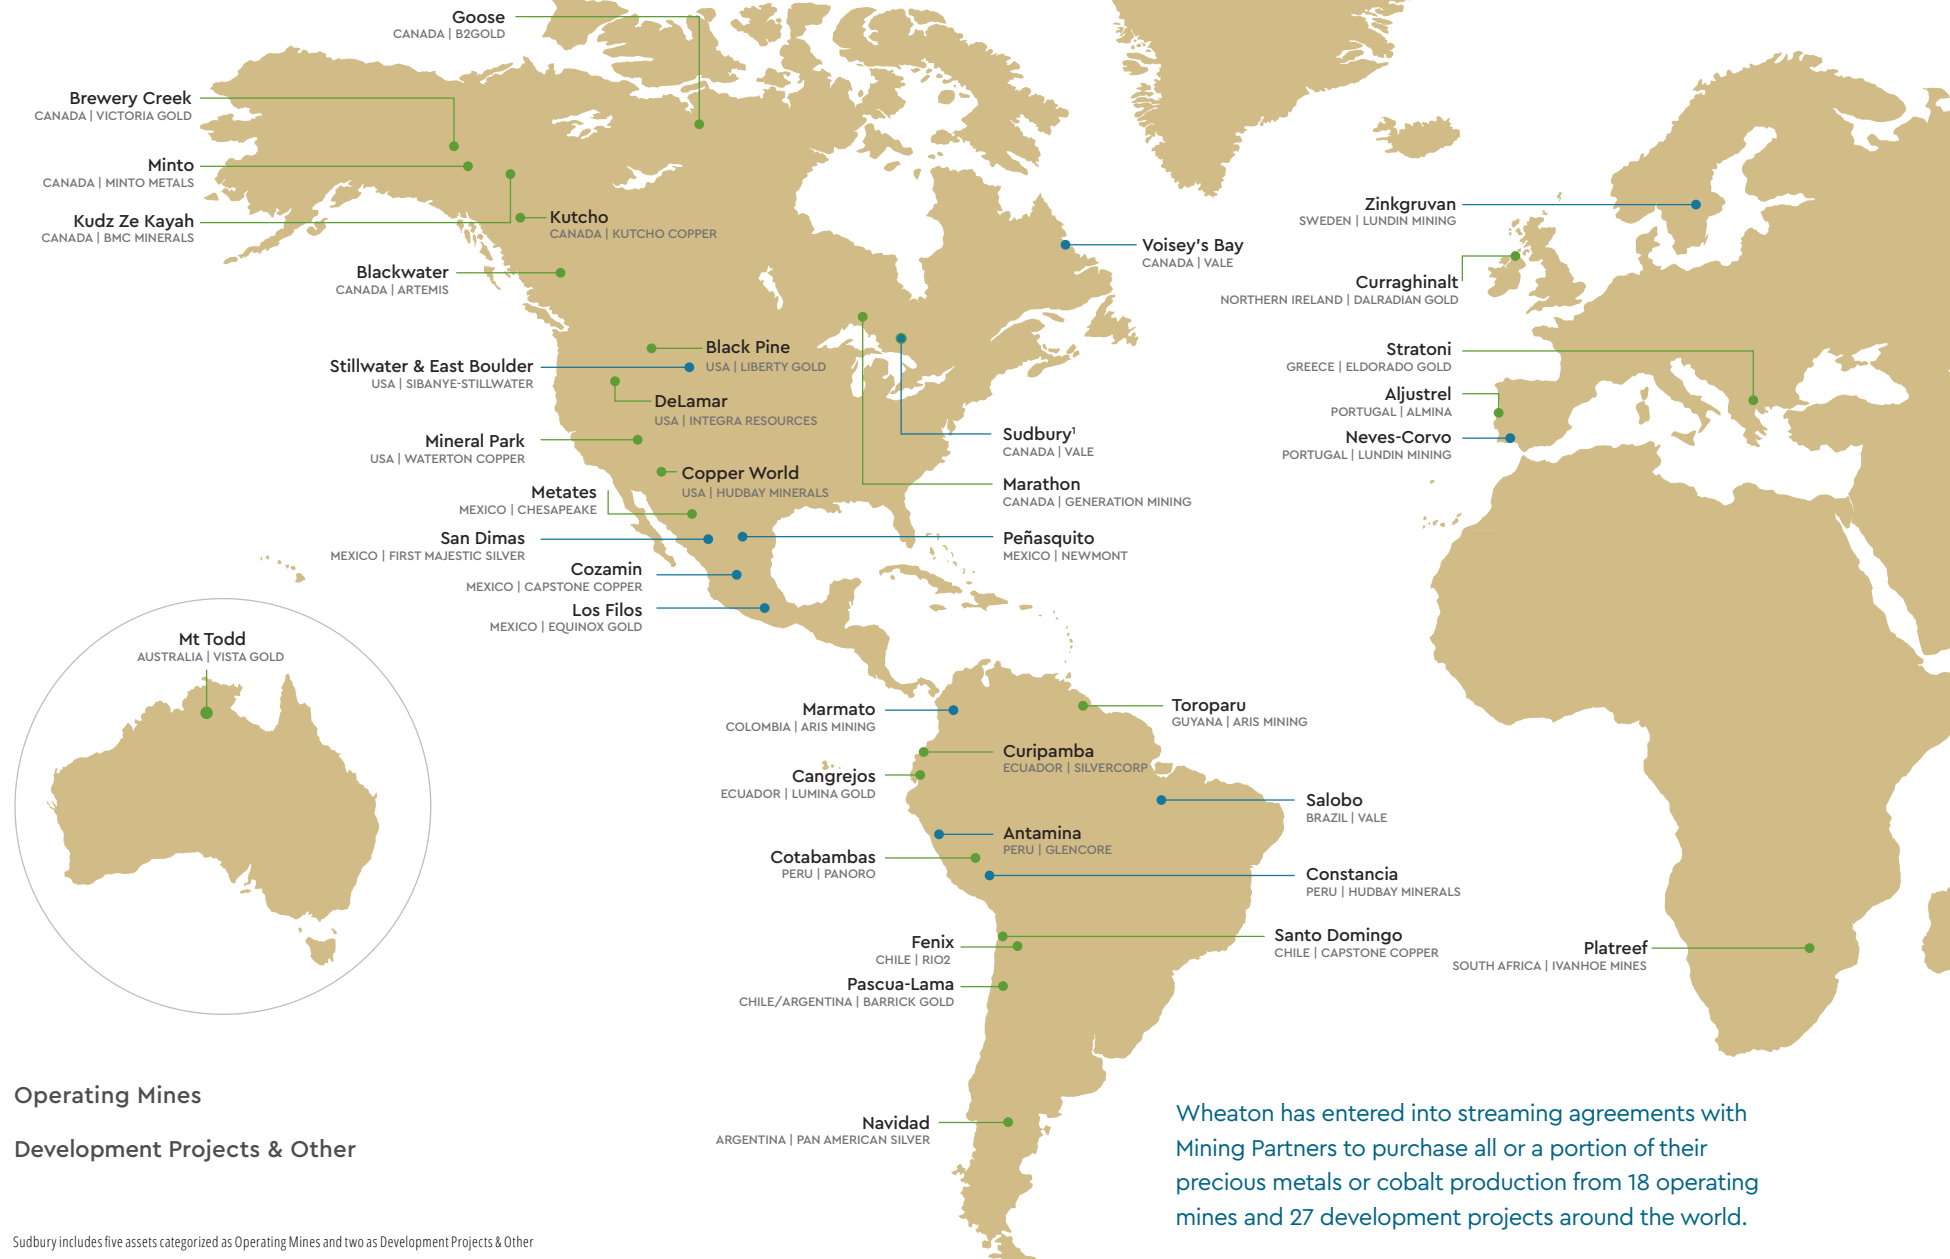 Goose
CANADA | B2GOLD
Brewery Creek
CANADA | VICTORIA GOLD
Minto
CANADA | MINTO METALS
Kudz Ze Kayah
CANADA | BMC MINERALS
Kutcho
CANADA | KUTCHO COPPER
Blackwater
CANADA | ARTEMIS
Voisey's Bay
CANADA | VALE
Zinkgruvan
SWEDEN | LUNDIN MINING
Curraghinalt
NORTHERN IRELAND | DALRADIAN GOLD
Black Pine
USA | LIBERTY GOLD
Stillwater & East Boulder
USA | SIBANYE-STILLWATER
DeLamar
USA | INTEGRA RESOURCES
Stratoni
GREECE | ELDORADO GOLD
Aljustrel
PORTUGAL | ALMINA
Neves-Corvo
PORTUGAL | LUNDIN MINING
Mineral Park
USA | WATERTON COPPER
Sudbury¹
CANADA | VALE
Copper World
USA | HUDBAY MINERALS
Marathon
CANADA | GENERATION MINING
Metates
MEXICO | CHESAPEAKE
San Dimas
MEXICO | FIRST MAJESTIC SILVER
Peñasquito
MEXICO | NEWMONT
Cozamin
MEXICO | CAPSTONE COPPER
Los Filos
MEXICO | EQUINOX GOLD
Mt Todd
AUSTRALIA | VISTA GOLD
Marmato
COLOMBIA | ARIS MINING
Toroparu
GUYANA | ARIS MINING
Curipamba
ECUADOR | SILVERCORP
Cangrejos
ECUADOR | LUMINA GOLD
Salobo
BRAZIL | VALE
Antamina
PERU | GLENCORE
Cotabambas
PERU | PANORO
Constancia
PERU | HUDBAY MINERALS
Fenix
CHILE | RIO2
Santo Domingo
CHILE | CAPSTONE COPPER
Platreef
SOUTH AFRICA | IVANHOE MINES
Pascua-Lama
CHILE/ARGENTINA | BARRICK GOLD
Navidad
ARGENTINA | PAN AMERICAN SILVER
Operating Mines
Development Projects & Other
Wheaton has entered into streaming agreements with
Mining Partners to purchase all or a portion of their
precious metals or cobalt production from 18 operating
mines and 27 development projects around the world.
Sudbury includes five assets categorized as Operating Mines and two as Development Projects & Other